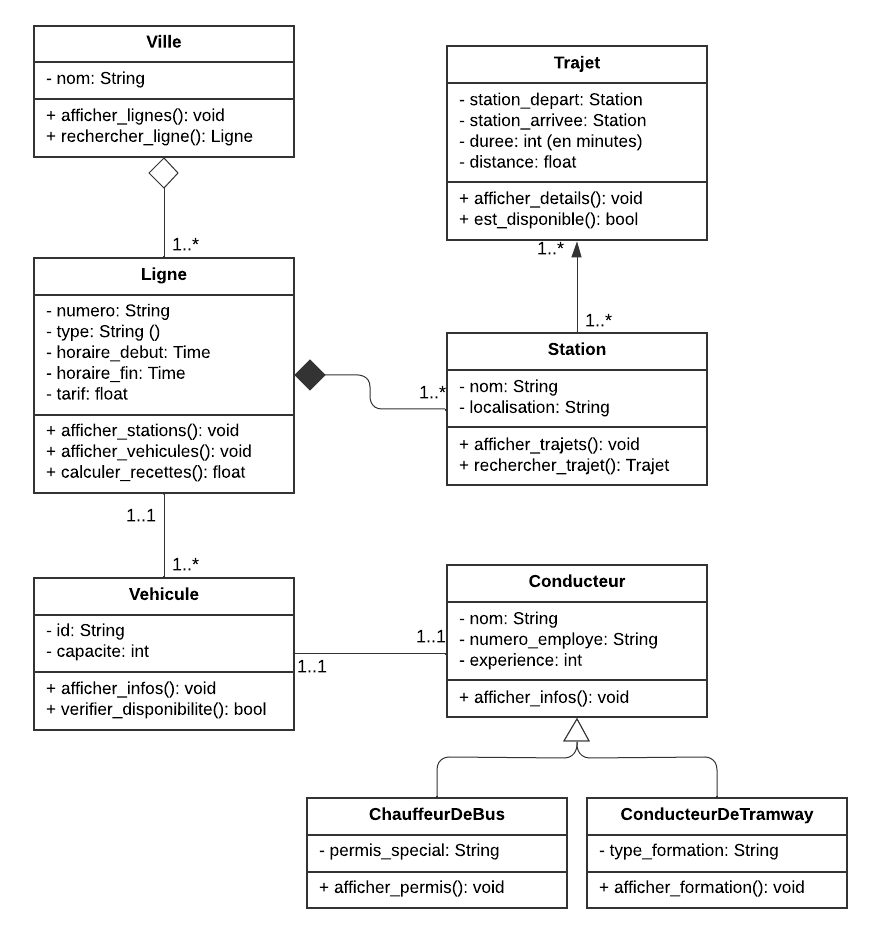 Ville
- nom: String
+ afficher_lignes(): void
+ rechercher_ligne(): Ligne
1..*
Trajet
- station_depart: Station
- station_arrivee: Station
- duree: int (en minutes)
- distance: float
+ afficher_details(): void
+ est_disponible(): bool
1..*
1..*
Ligne
- numero: String
- type: String ()
- horaire_debut: Time
- horaire_fin: Time
- tarif: float
+ afficher_stations(): void
+ afficher_vehicules(): void
+ calculer_recettes(): float
1..*
Station
- nom: String
- localisation: String
+ afficher_trajets(): void
+ rechercher_trajet(): Trajet
1..1
1..*
Vehicule
- id: String
- capacite: int
+ afficher_infos(): void
+ verifier_disponibilite(): bool
1..1
1..1
Conducteur
- nom: String
- numero_employe: String
- experience: int
+ afficher_infos(): void
ChauffeurDeBus
- permis_special: String
+ afficher_permis(): void
ConducteurDeTramway
- type_formation: String
+ afficher_formation(): void